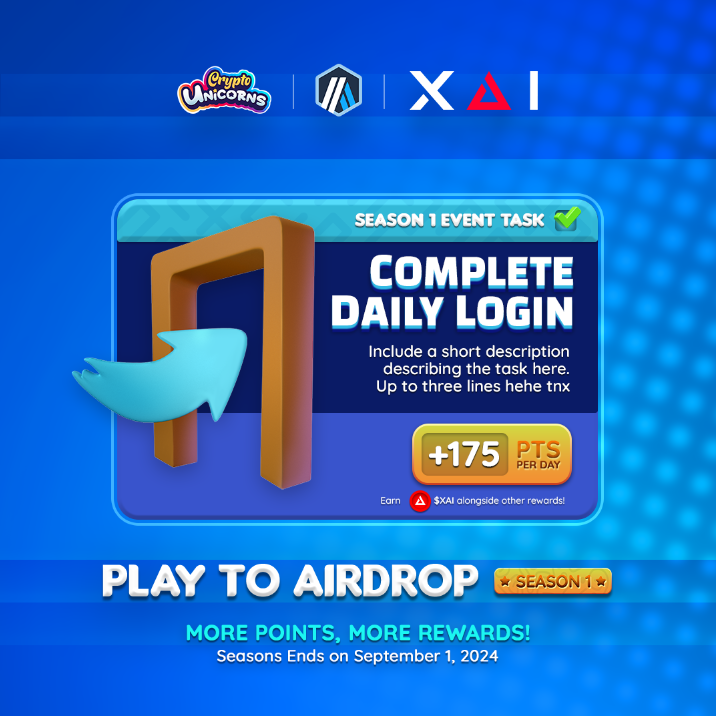 Crypto
UNICORNS
XAI
SEASON 1 EVENT TASK
COMPLETE
DAILY LOGIN
Include a short description
describing the task here.
Up to three lines hehe tnx
+175 PTS
PER DAY
Earn $XAI alongside other rewards!
PLAY TO AIRDROP SEASON 1
MORE POINTS, MORE REWARDS!
Seasons Ends on September 1, 2024